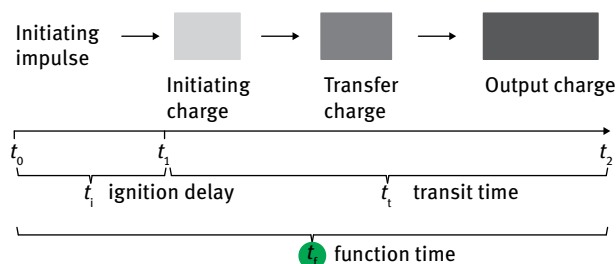 Initiating
impulse
Initiating
charge
Transfer
charge
Output charge
t₀ t₁ t₂
tᵢ ignition delay tₜ transit time
t_f function time